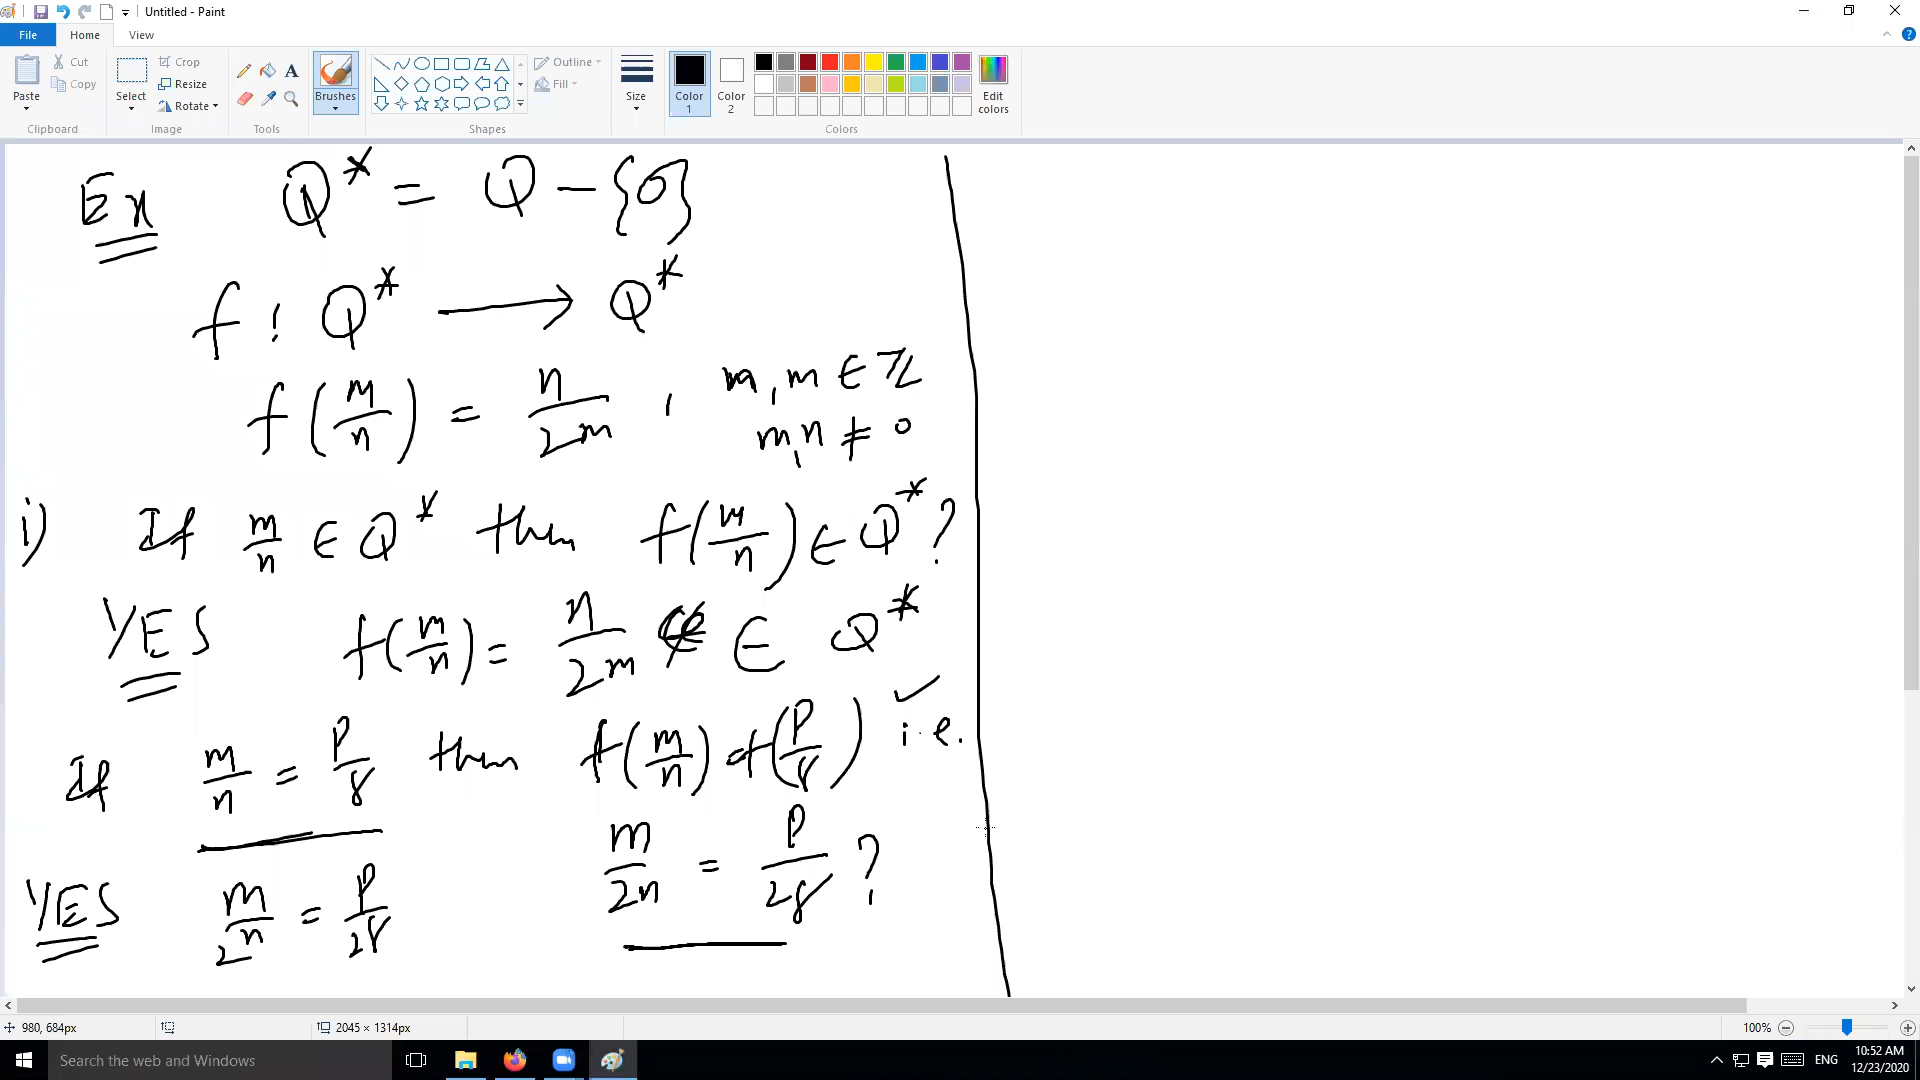 Untitled - Paint
File Home View
Paste Cut Copy Clipboard
Select Crop Resize Rotate Image
A Tools
Brushes
Shapes
Outline Fill
Size
Color 1 Color 2
Edit colors
Colors
Ex Q* = Q - {0}
f : Q* ⟶ Q*
f(m/n) = n/2m , m,m ∈ ℤ
m,n ≠ 0
i) If m/n ∈ Q* then f(m/n) ∈ Q* ?
YES f(m/n) = n/2m ∈ Q*
If m/n = p/q then f(m/n) = f(p/q) ✓ i.e.
m/2n = p/2q ?
YES m/2n = p/2q
980, 684px 2045 × 1314px 100%
Search the web and Windows
ENG 10:52 AM
12/23/2020